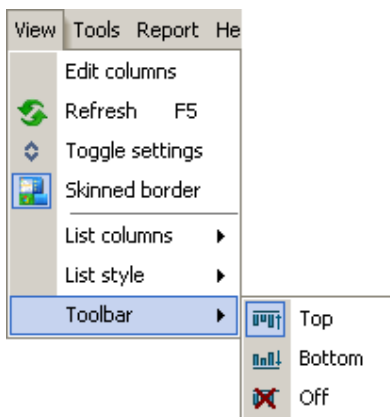 View Tools Report He
Edit columns
Refresh F5
Toggle settings
Skinned border
List columns
List style
Toolbar
Top
Bottom
Off